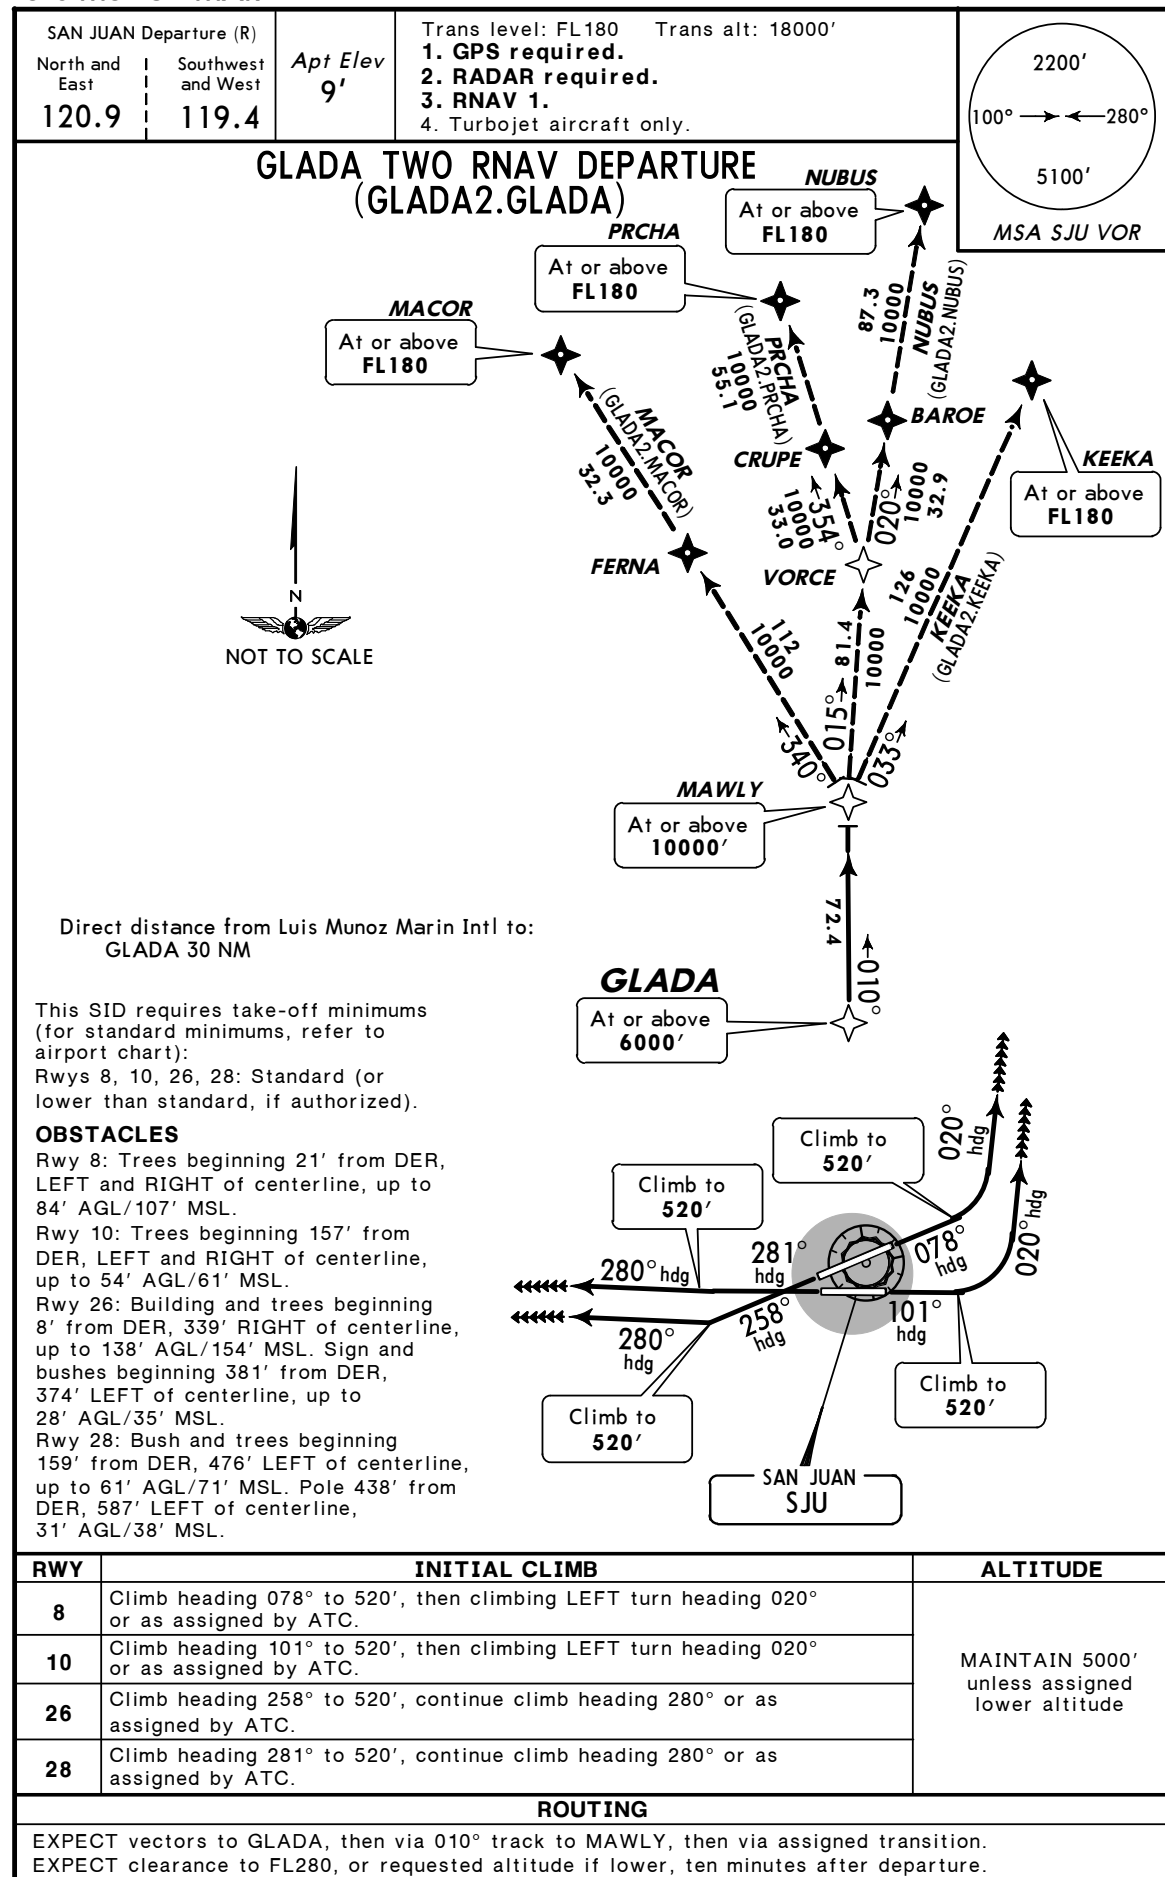 SAN JUAN Departure (R)
North and
East
120.9
Southwest
and West
119.4
Apt Elev
9'
Trans level: FL180 Trans alt: 18000'
1. GPS required.
2. RADAR required.
3. RNAV 1.
4. Turbojet aircraft only.
2200'
100° 280°
5100'
MSA SJU VOR
GLADA TWO RNAV DEPARTURE
(GLADA2.GLADA)
NUBUS
At or above
FL180
PRCHA
At or above
FL180
MACOR
At or above
FL180
87.3
10000
NUBUS
(GLADA2.NUBUS)
PRCHA
(GLADA2.PRCHA)
10000
55.1
MACOR
(GLADA2.MACOR)
10000
32.3
BAROE
CRUPE
KEEKA
At or above
FL180
354°
10000
33.0
020°
10000
32.9
FERNA
VORCE
126
10000
KEEKA
(GLADA2.KEEKA)
N
NOT TO SCALE
112
10000
81.4
10000
340°
015°
033°
MAWLY
At or above
10000'
72.4
010°
Direct distance from Luis Munoz Marin Intl to:
GLADA 30 NM
GLADA
At or above
6000'
This SID requires take-off minimums
(for standard minimums, refer to
airport chart):
Rwys 8, 10, 26, 28: Standard (or
lower than standard, if authorized).
OBSTACLES
Rwy 8: Trees beginning 21' from DER,
LEFT and RIGHT of centerline, up to
84' AGL/107' MSL.
Rwy 10: Trees beginning 157' from
DER, LEFT and RIGHT of centerline,
up to 54' AGL/61' MSL.
Rwy 26: Building and trees beginning
8' from DER, 339' RIGHT of centerline,
up to 138' AGL/154' MSL. Sign and
bushes beginning 381' from DER,
374' LEFT of centerline, up to
28' AGL/35' MSL.
Rwy 28: Bush and trees beginning
159' from DER, 476' LEFT of centerline,
up to 61' AGL/71' MSL. Pole 438' from
DER, 587' LEFT of centerline,
31' AGL/38' MSL.
Climb to
520'
020°
hdg
Climb to
520'
020° hdg
078°
hdg
280° hdg
281°
hdg
280°
hdg
258°
hdg
101°
hdg
Climb to
520'
Climb to
520'
SAN JUAN
SJU
RWY INITIAL CLIMB ALTITUDE
8 Climb heading 078° to 520', then climbing LEFT turn heading 020°
or as assigned by ATC.
10 Climb heading 101° to 520', then climbing LEFT turn heading 020°
or as assigned by ATC.
26 Climb heading 258° to 520', continue climb heading 280° or as
assigned by ATC.
28 Climb heading 281° to 520', continue climb heading 280° or as
assigned by ATC.
MAINTAIN 5000'
unless assigned
lower altitude
ROUTING
EXPECT vectors to GLADA, then via 010° track to MAWLY, then via assigned transition.
EXPECT clearance to FL280, or requested altitude if lower, ten minutes after departure.